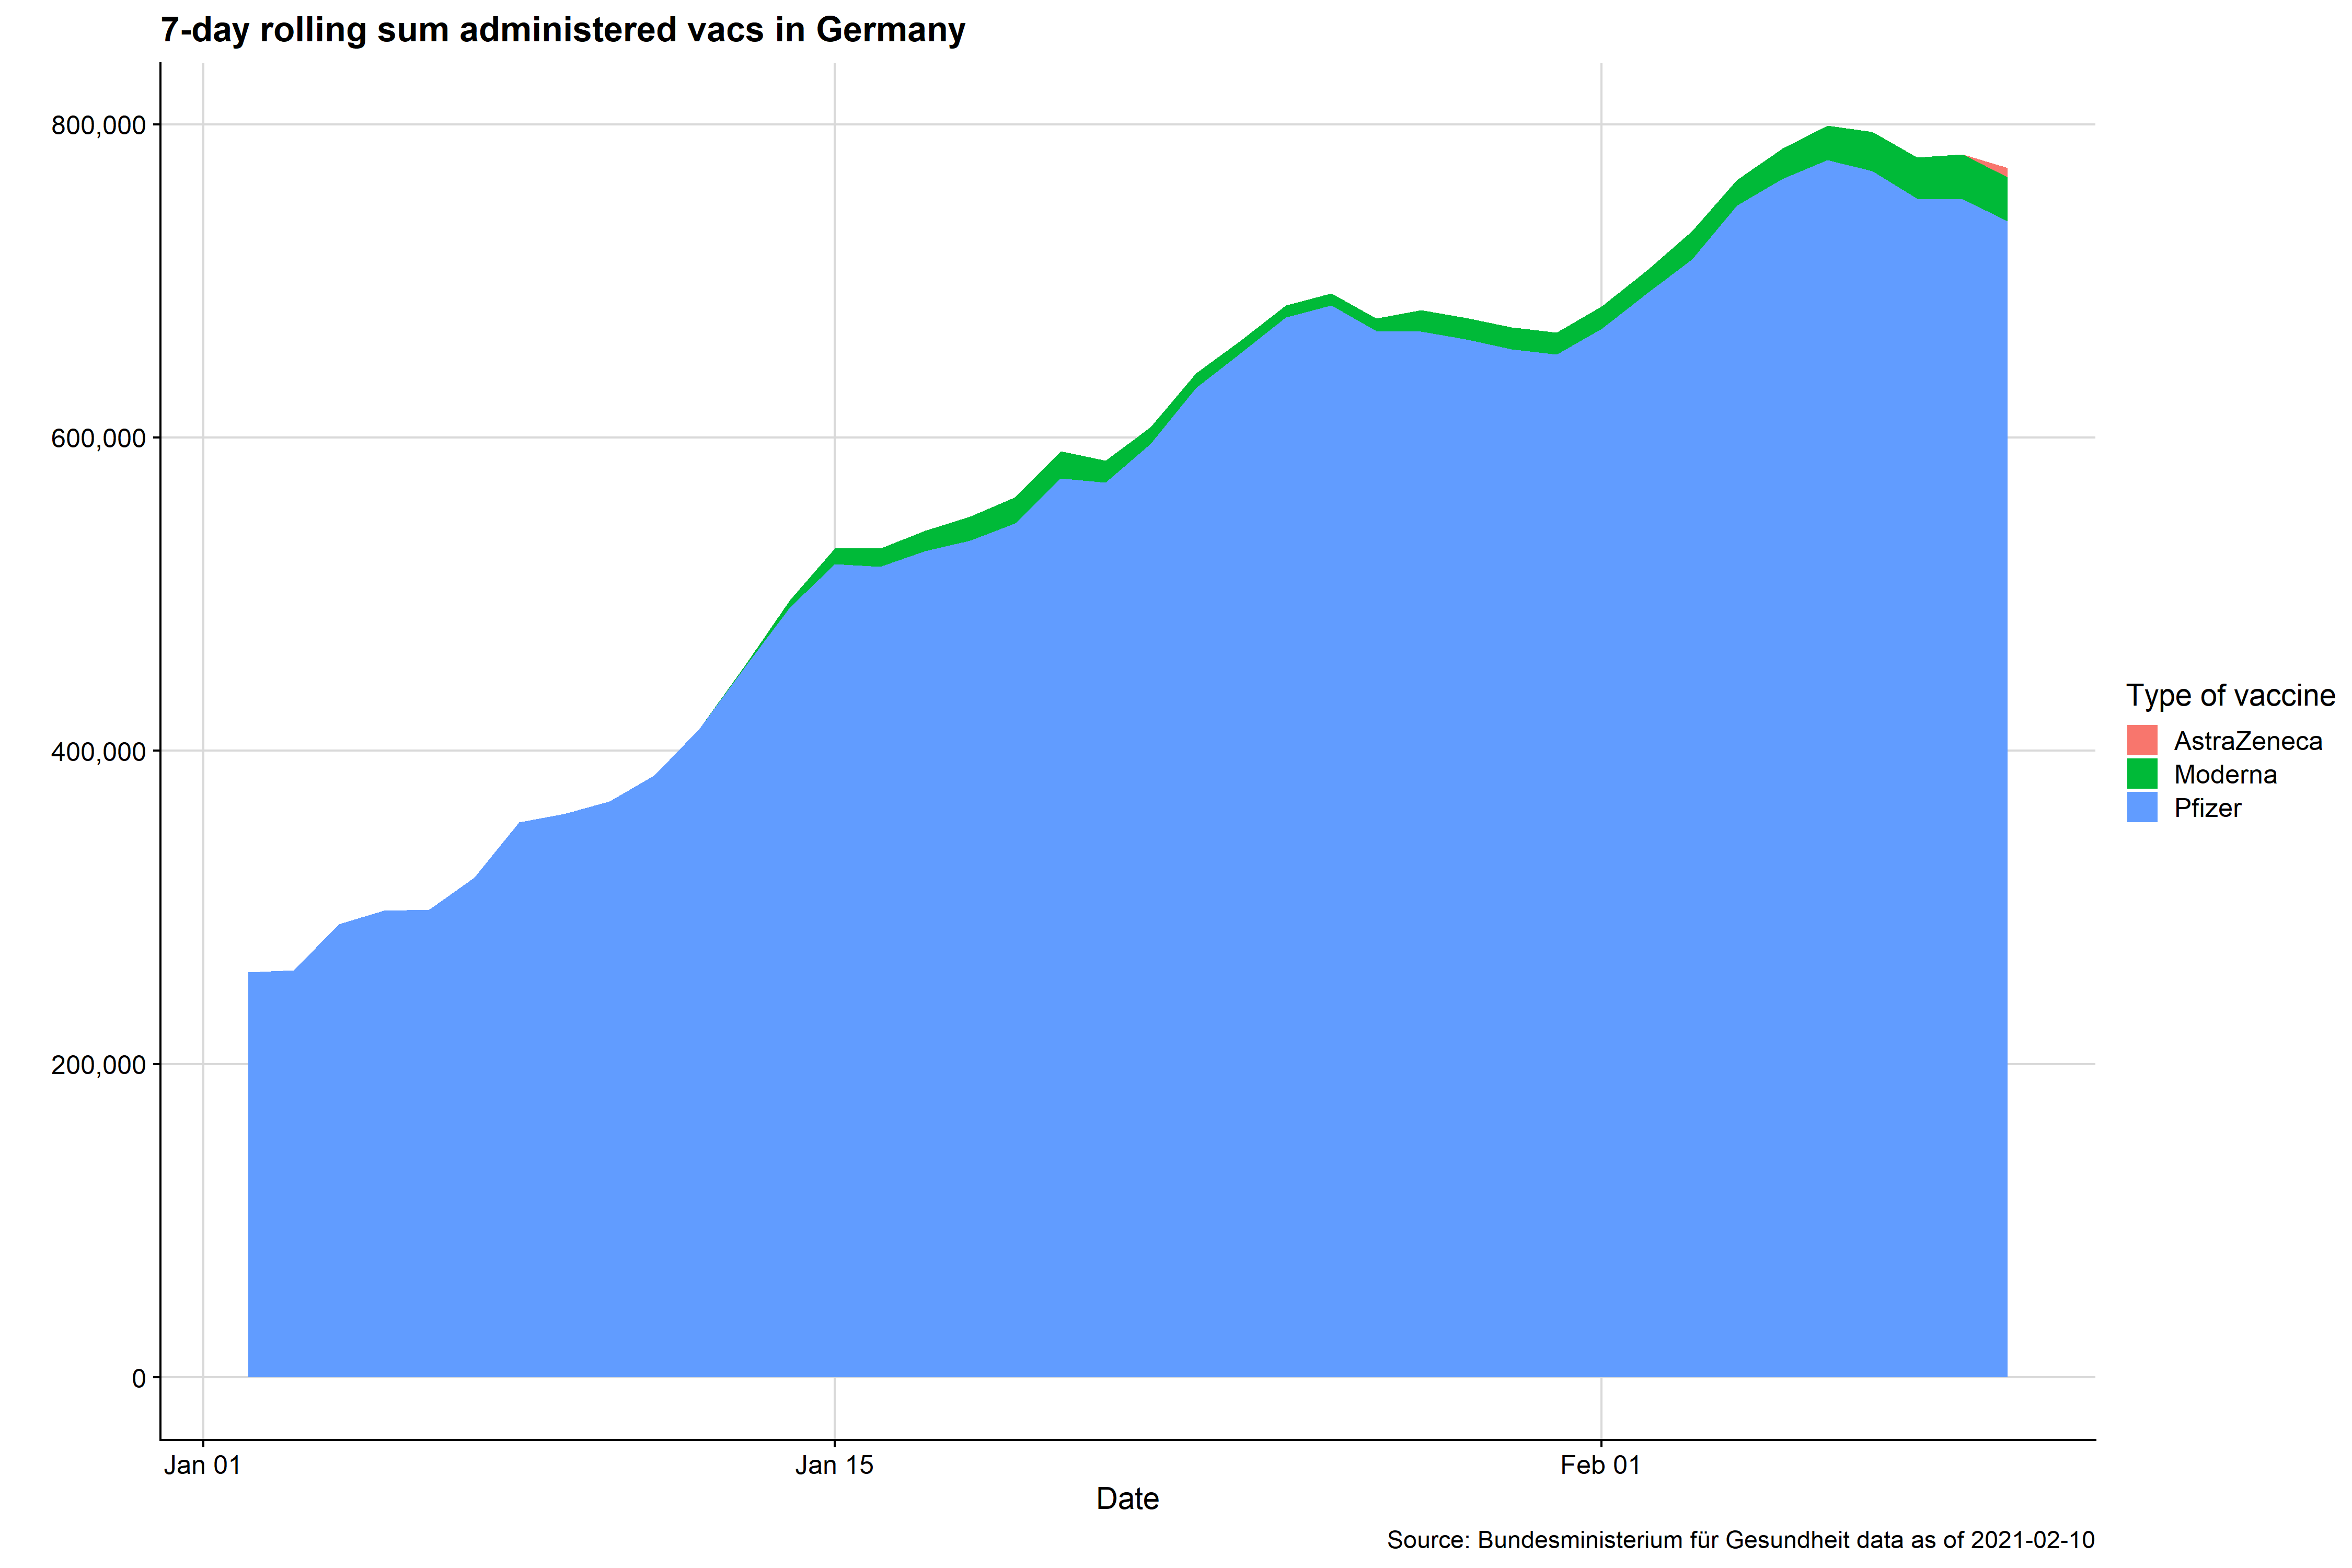 7-day rolling sum administered vacs in Germany
800,000
600,000
400,000
200,000
0
Jan 01
Jan 15
Feb 01
Date
Type of vaccine
AstraZeneca
Moderna
Pfizer
Source: Bundesministerium für Gesundheit data as of 2021-02-10